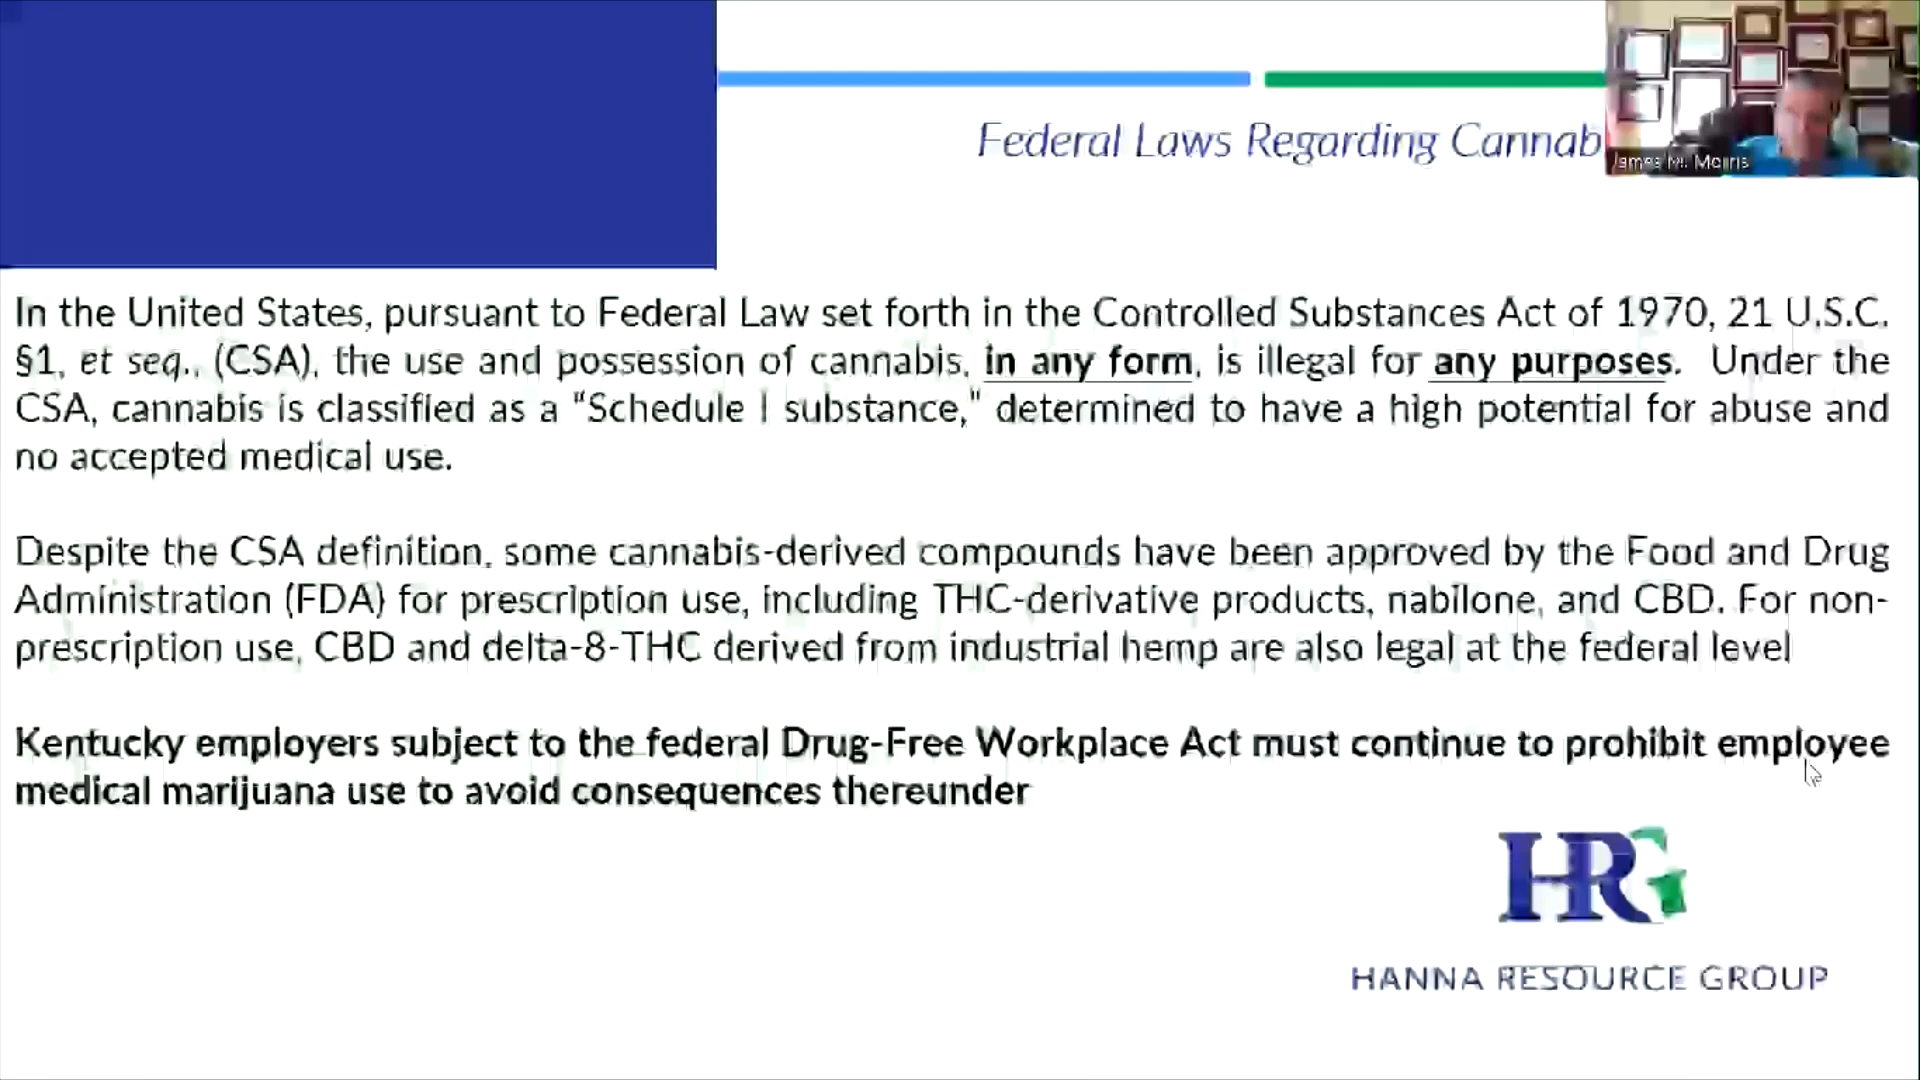 Federal Laws Regarding Cannab
James M. Morris
In the United States, pursuant to Federal Law set forth in the Controlled Substances Act of 1970, 21 U.S.C.
§1, et seq., (CSA), the use and possession of cannabis, in any form, is illegal for any purposes. Under the
CSA, cannabis is classified as a "Schedule I substance," determined to have a high potential for abuse and
no accepted medical use.
Despite the CSA definition, some cannabis-derived compounds have been approved by the Food and Drug
Administration (FDA) for prescription use, including THC-derivative products, nabilone, and CBD. For non-
prescription use, CBD and delta-8-THC derived from industrial hemp are also legal at the federal level
Kentucky employers subject to the federal Drug-Free Workplace Act must continue to prohibit employee
medical marijuana use to avoid consequences thereunder
HRG
HANNA RESOURCE GROUP